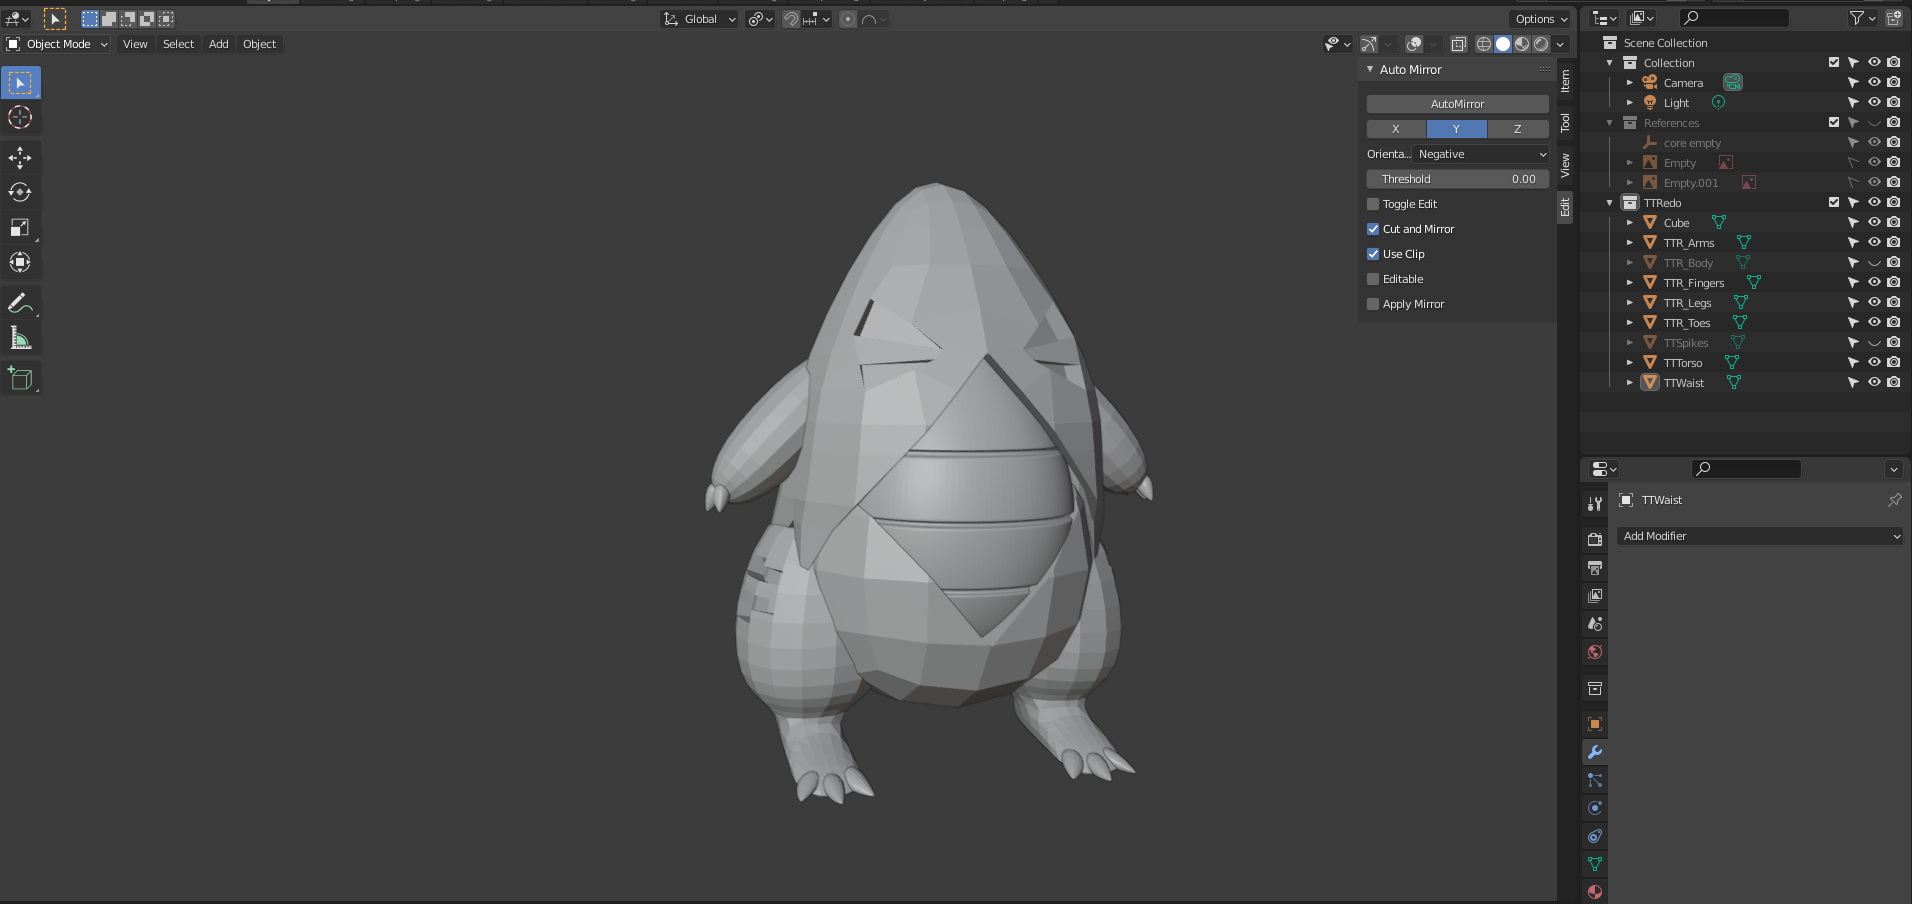 Global
Options
Object Mode
View
Select
Add
Object
Auto Mirror
AutoMirror
X
Y
Z
Orienta...
Negative
Threshold
0.00
Toggle Edit
Cut and Mirror
Use Clip
Editable
Apply Mirror
Item
Tool
View
Edit
Scene Collection
Collection
Camera
Light
References
core empty
Empty
Empty.001
TTRedo
Cube
TTR_Arms
TTR_Body
TTR_Fingers
TTR_Legs
TTR_Toes
TTSpikes
TTTorso
TTWaist
TTWaist
Add Modifier